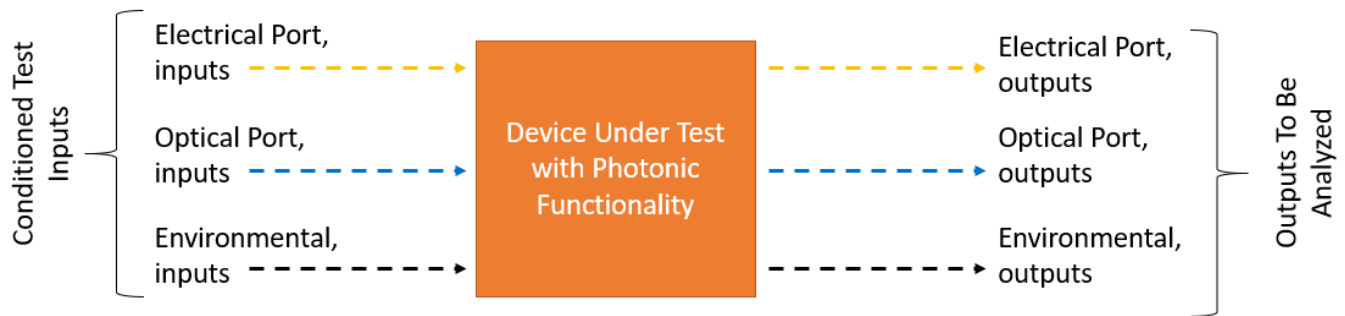 Conditioned Test
Inputs
Electrical Port,
inputs
Optical Port,
inputs
Environmental,
inputs
Device Under Test
with Photonic
Functionality
Electrical Port,
outputs
Optical Port,
outputs
Environmental,
outputs
Outputs To Be
Analyzed